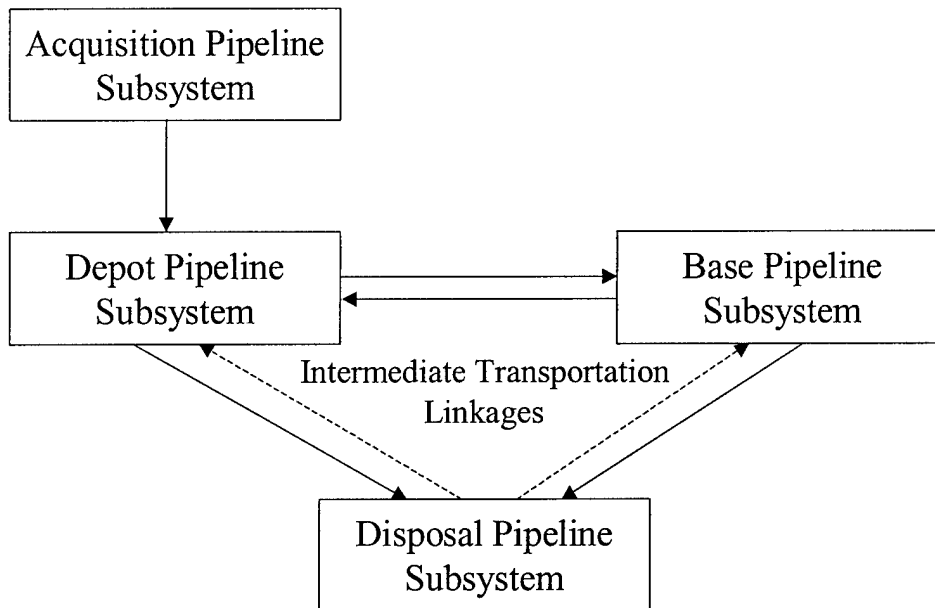 Acquisition Pipeline
Subsystem
Depot Pipeline
Subsystem
Base Pipeline
Subsystem
Intermediate Transportation
Linkages
Disposal Pipeline
Subsystem